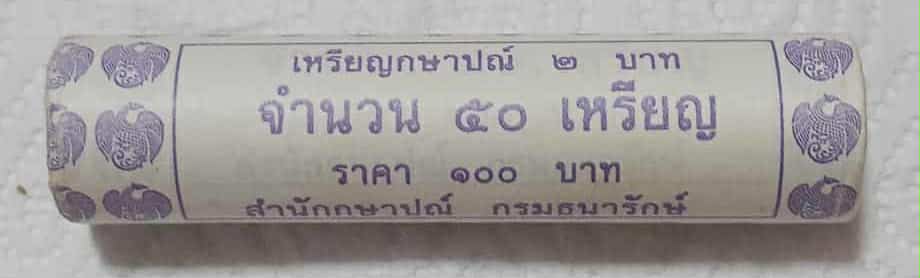 เหรียญกษาปณ์ ๒ บาท
จำนวน ๕๐ เหรียญ
ราคา ๑๐๐ บาท
สำนักกษาปณ์ กรมธนารักษ์